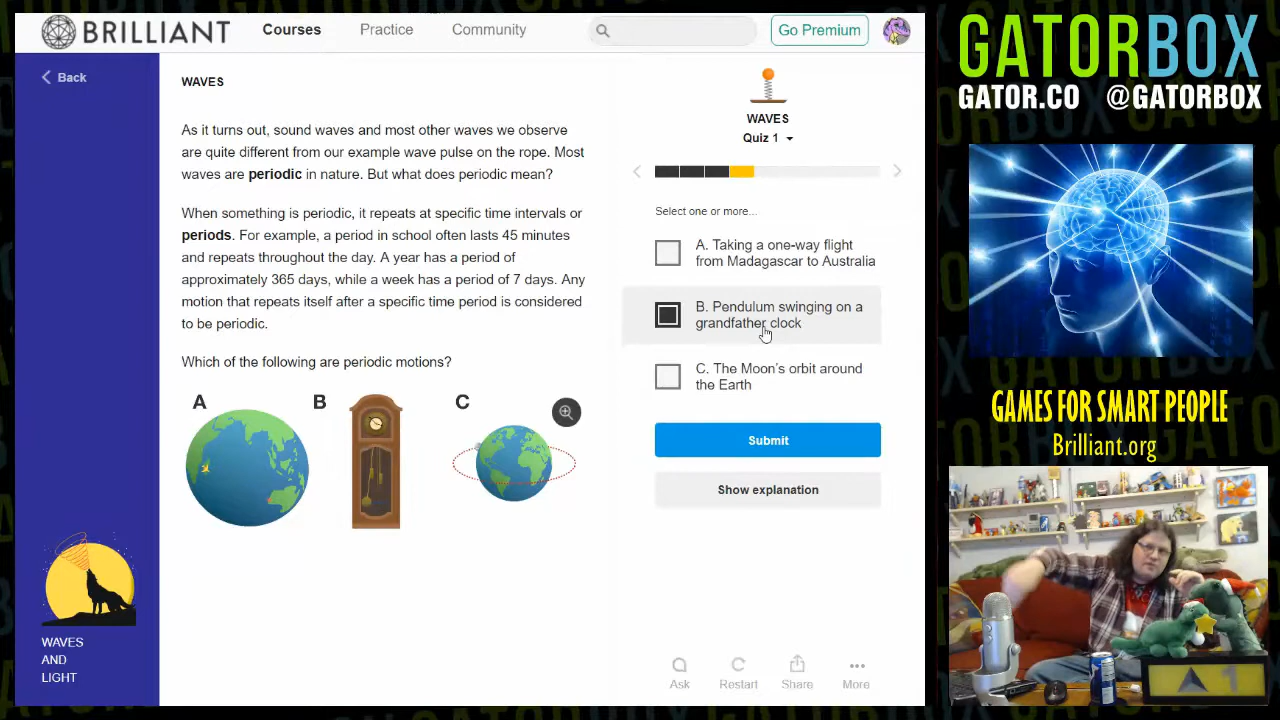 BRILLIANT
Courses
Practice
Community
Go Premium
Back
WAVES
As it turns out, sound waves and most other waves we observe
are quite different from our example wave pulse on the rope. Most
waves are periodic in nature. But what does periodic mean?
When something is periodic, it repeats at specific time intervals or
periods. For example, a period in school often lasts 45 minutes
and repeats throughout the day. A year has a period of
approximately 365 days, while a week has a period of 7 days. Any
motion that repeats itself after a specific time period is considered
to be periodic.
Which of the following are periodic motions?
A
B
C
WAVES
AND
LIGHT
WAVES
Quiz 1
Select one or more...
A. Taking a one-way flight
from Madagascar to Australia
B. Pendulum swinging on a
grandfather clock
C. The Moon's orbit around
the Earth
Submit
Show explanation
Ask
Restart
Share
More
GATORBOX
GATOR.CO @GATORBOX
GAMES FOR SMART PEOPLE
Brilliant.org
1